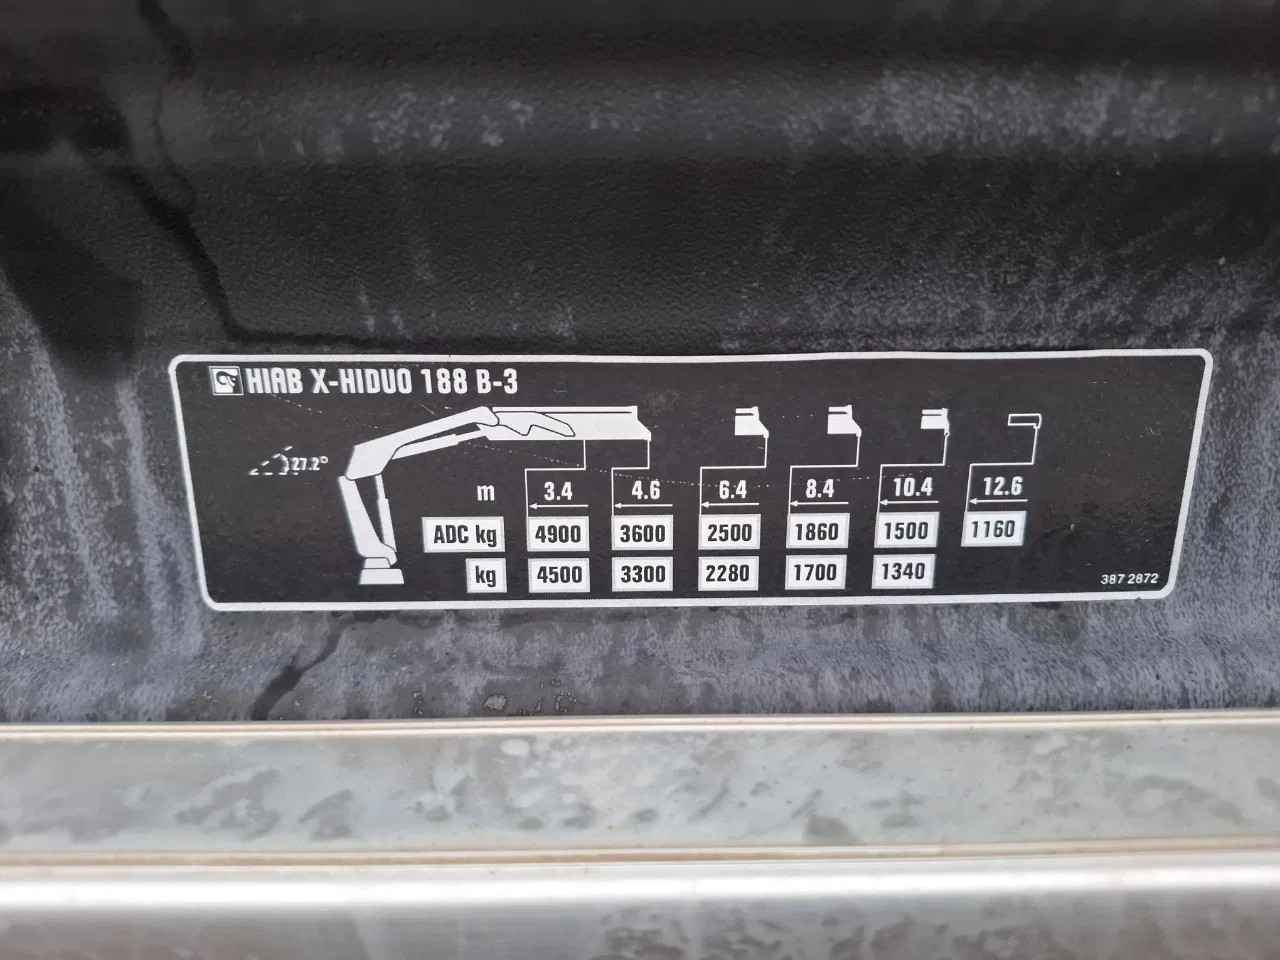 HIAB X-HIDUO 188 B-3
27.2°
m 3.4 4.6 6.4 8.4 10.4 12.6
ADC kg 4900 3600 2500 1860 1500 1160
kg 4500 3300 2280 1700 1340
387 2872